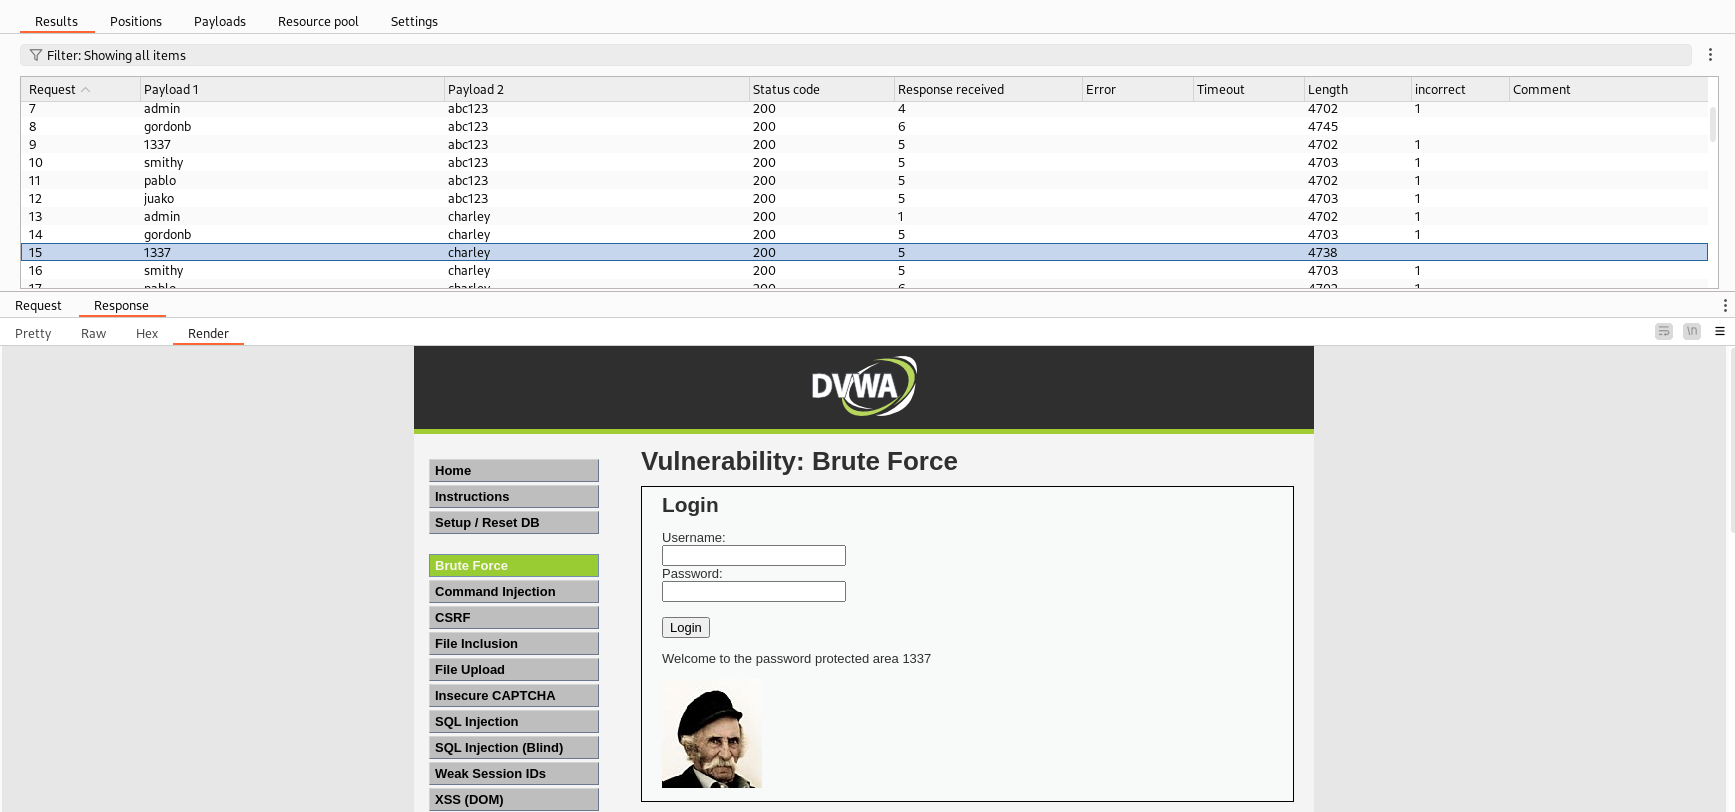 Results Positions Payloads Resource pool Settings
Filter: Showing all items
Request Payload 1 Payload 2 Status code Response received Error Timeout Length incorrect Comment
7 admin abc123 200 4 4702 1
8 gordonb abc123 200 6 4745
9 1337 abc123 200 5 4702 1
10 smithy abc123 200 5 4703 1
11 pablo abc123 200 5 4702 1
12 juako abc123 200 5 4703 1
13 admin charley 200 1 4702 1
14 gordonb charley 200 5 4703 1
15 1337 charley 200 5 4738
16 smithy charley 200 5 4703 1
17 pablo charley 200 6 4702 1
Request Response
Pretty Raw Hex Render
\n
DVWA
Vulnerability: Brute Force
Home
Instructions
Setup / Reset DB
Brute Force
Command Injection
CSRF
File Inclusion
File Upload
Insecure CAPTCHA
SQL Injection
SQL Injection (Blind)
Weak Session IDs
XSS (DOM)
Login
Username:
Password:
Login
Welcome to the password protected area 1337